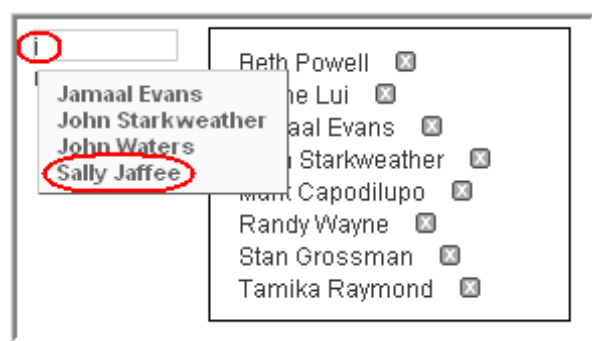 j
Jamaal Evans
John Starkweather
John Waters
Sally Jaffee
Beth Powell
Lui
Evans
Starkweather
Capodilupo
Randy Wayne
Stan Grossman
Tamika Raymond